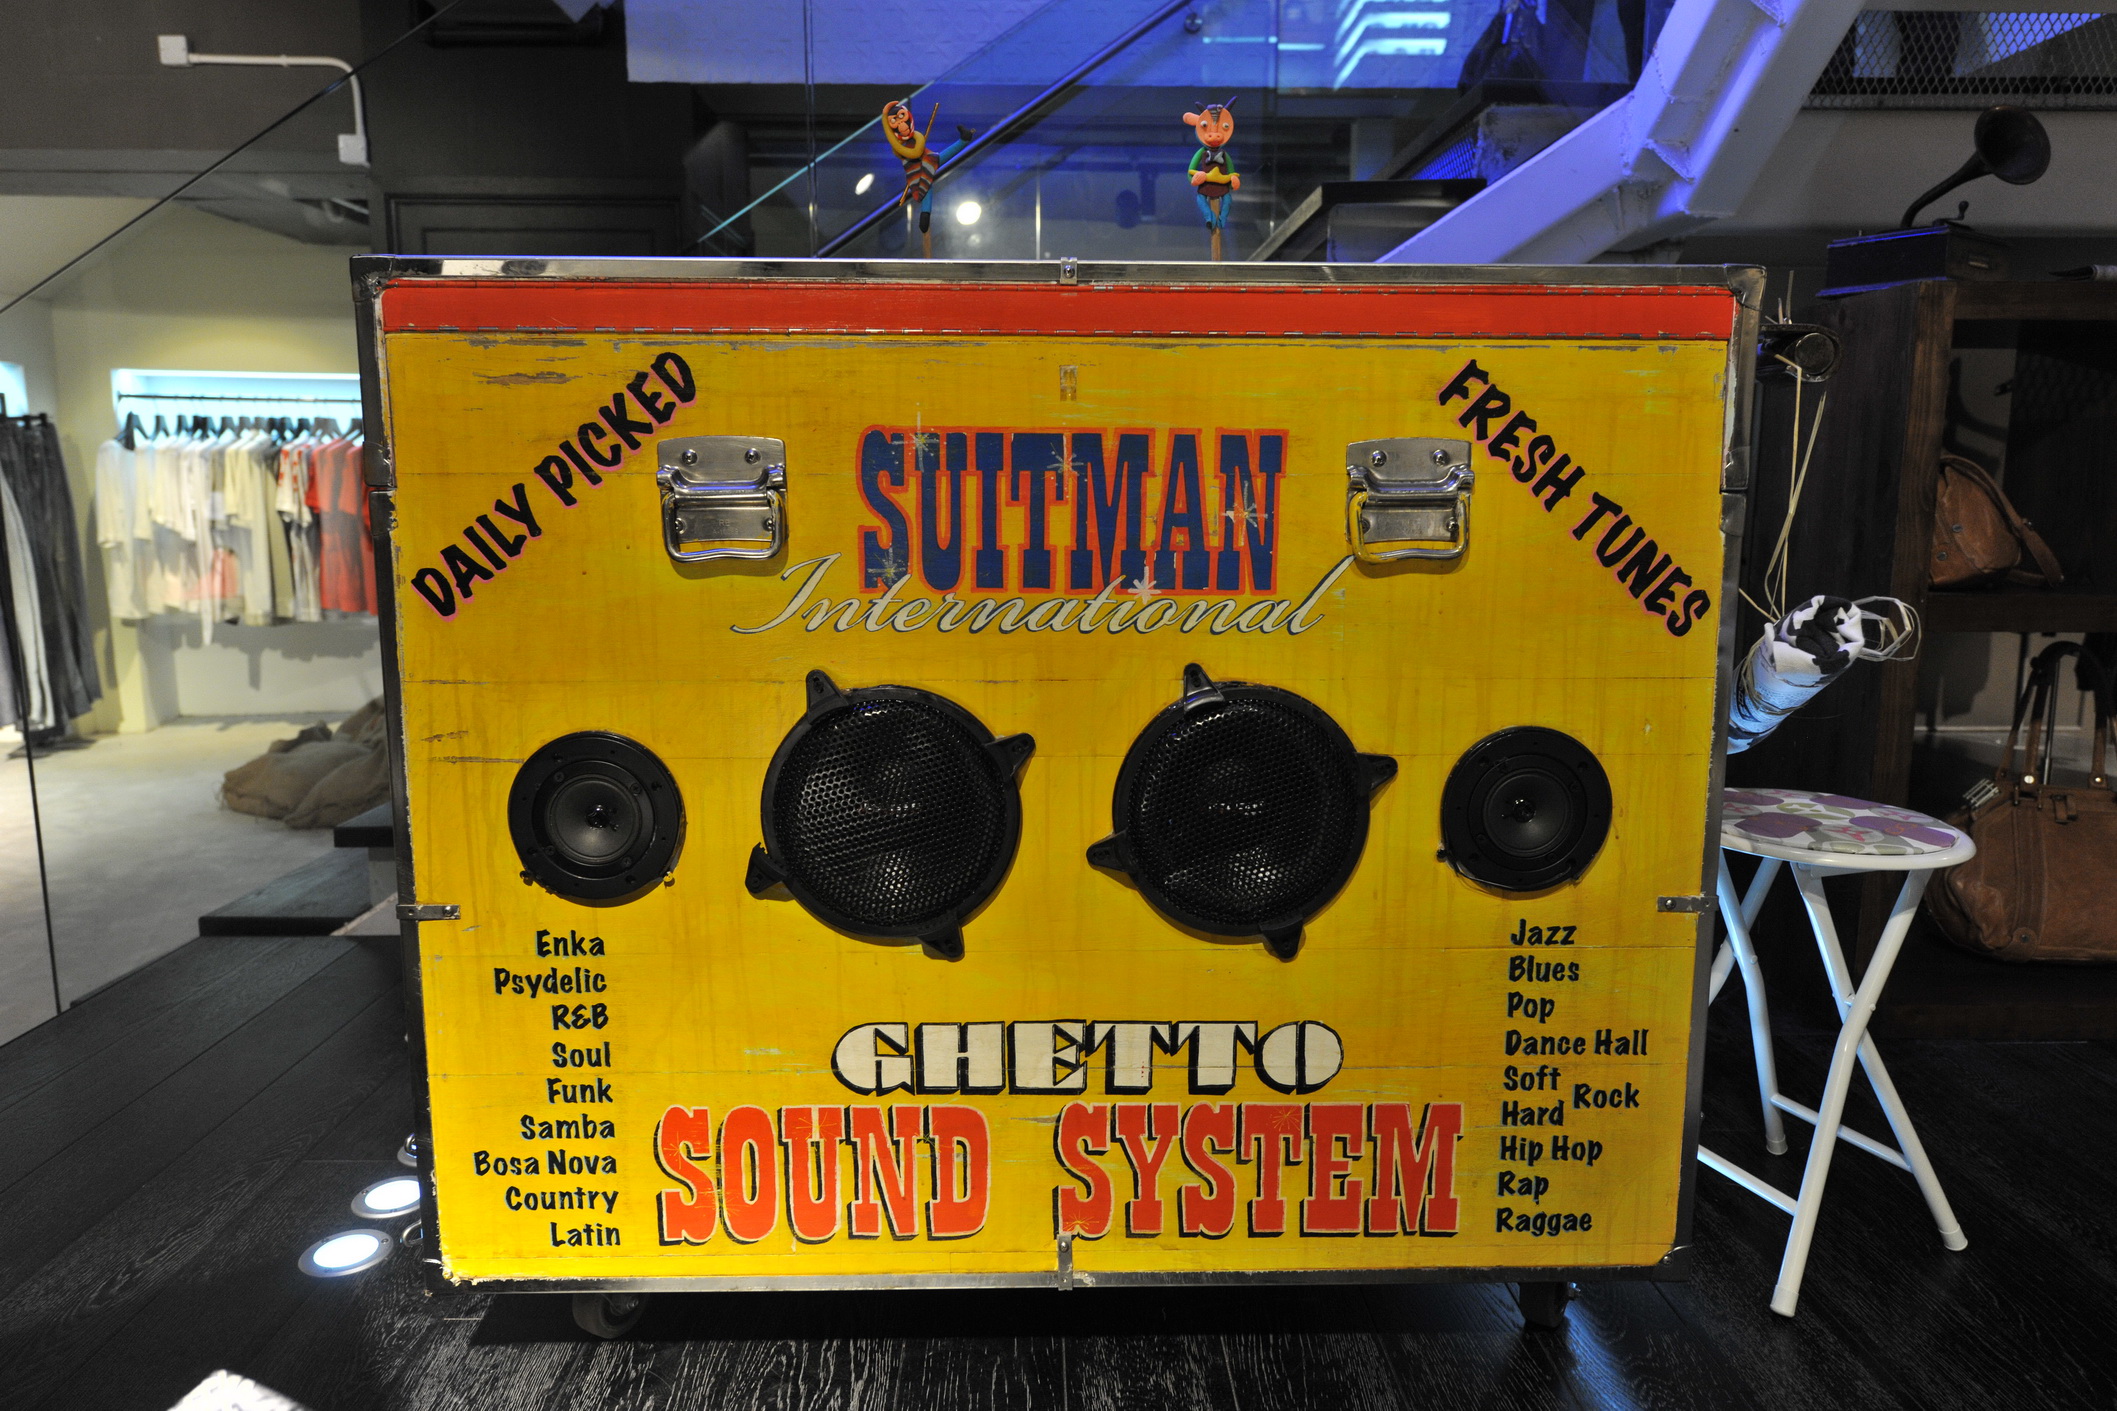 DAILY PICKED
FRESH TUNES
SUITMAN
International
Enka
Psydelic
R&B
Soul
Funk
Samba
Bosa Nova
Country
Latin
Jazz
Blues
Pop
Dance Hall
Soft
Rock
Hard
Hip Hop
Rap
Raggae
GHETTO
SOUND SYSTEM